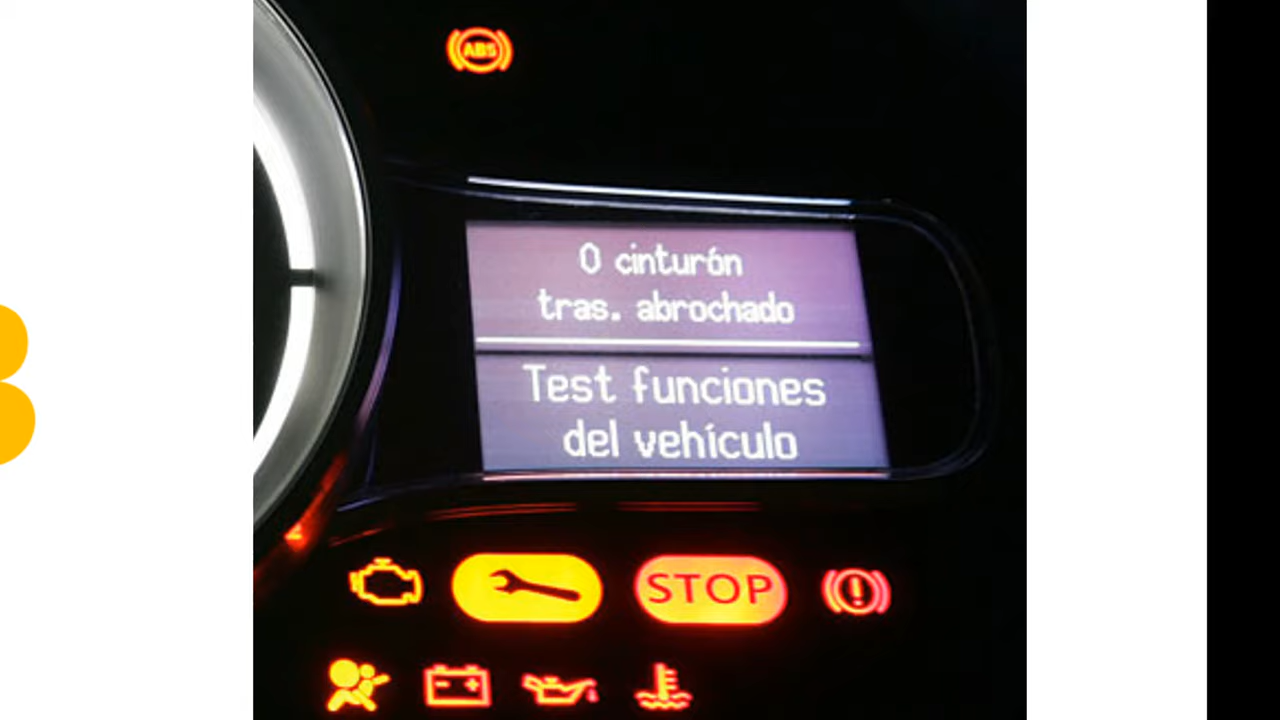 ABS
0 cinturón
tras. abrochado
Test funciones
del vehículo
STOP